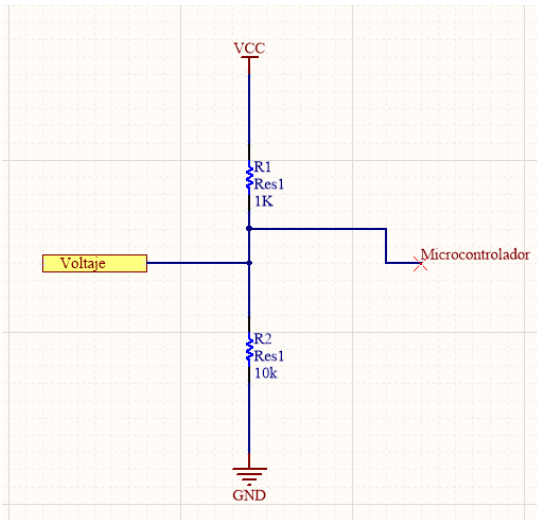 VCC
R1
Res1
1K
Microcontrolador
Voltaje
R2
Res1
10k
GND